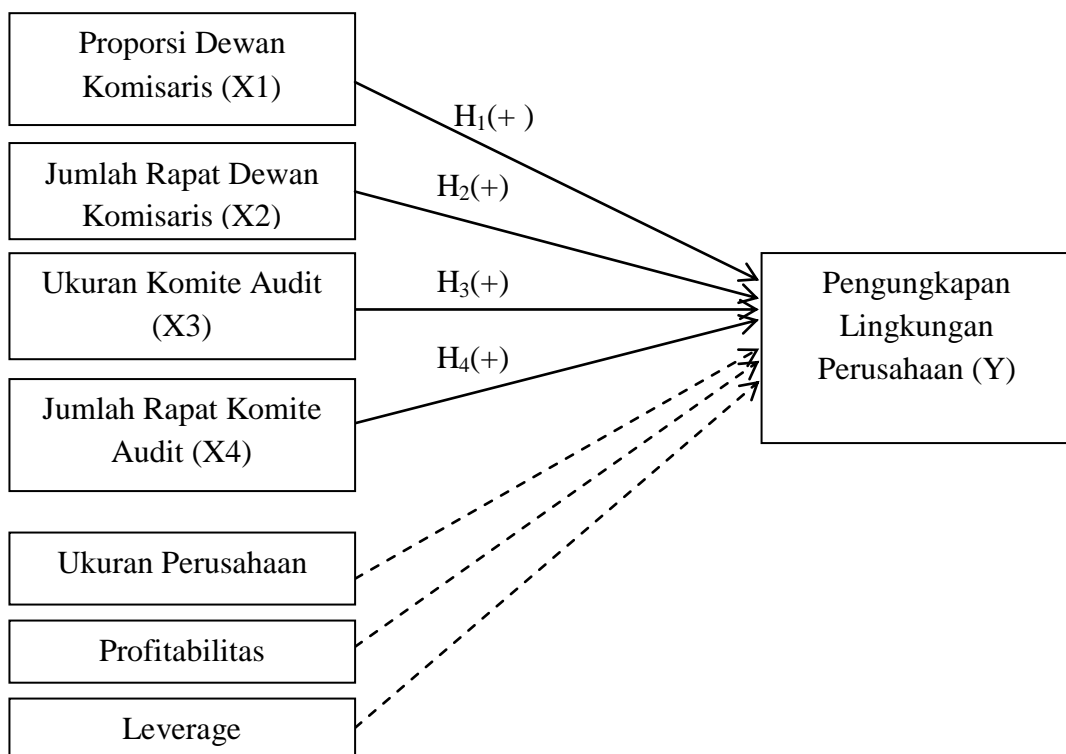 Proporsi Dewan
Komisaris (X1)
H₁(+ )
Jumlah Rapat Dewan
Komisaris (X2)
H₂(+)
Ukuran Komite Audit
(X3)
H₃(+)
Jumlah Rapat Komite
Audit (X4)
H₄(+)
Ukuran Perusahaan
Profitabilitas
Leverage
Pengungkapan
Lingkungan
Perusahaan (Y)